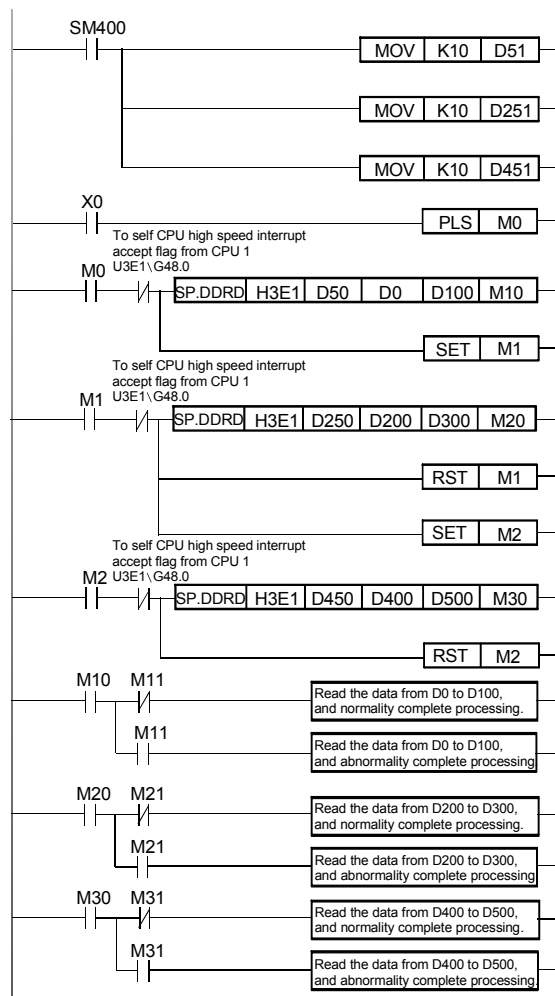 SM400
MOV K10 D51
MOV K10 D251
MOV K10 D451
X0
PLS M0
To self CPU high speed interrupt
accept flag from CPU 1
U3E1\G48.0
M0
SP.DDRD H3E1 D50 D0 D100 M10
SET M1
To self CPU high speed interrupt
accept flag from CPU 1
U3E1\G48.0
M1
SP.DDRD H3E1 D250 D200 D300 M20
RST M1
SET M2
To self CPU high speed interrupt
accept flag from CPU 1
U3E1\G48.0
M2
SP.DDRD H3E1 D450 D400 D500 M30
RST M2
M10 M11
Read the data from D0 to D100,
and normality complete processing.
M11
Read the data from D0 to D100,
and abnormality complete processing
M20 M21
Read the data from D200 to D300,
and normality complete processing.
M21
Read the data from D200 to D300,
and abnormality complete processing
M30 M31
Read the data from D400 to D500,
and normality complete processing.
M31
Read the data from D400 to D500,
and abnormality complete processing.